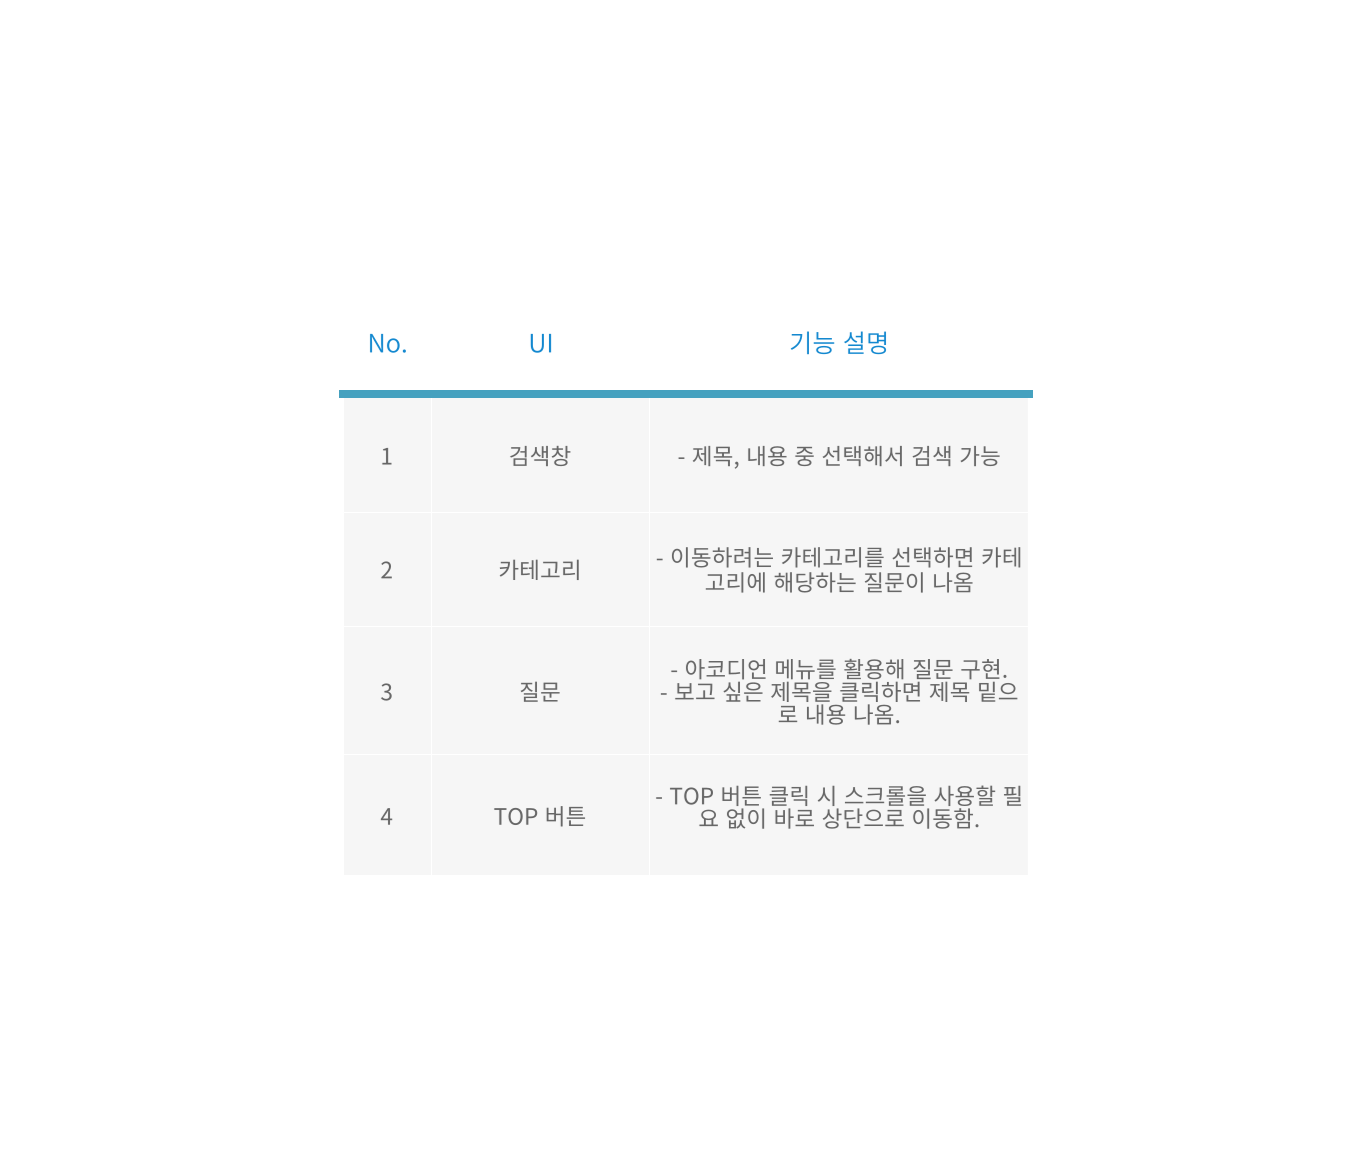 No. UI 기능 설명
1 검색창 - 제목, 내용 중 선택해서 검색 가능
2 카테고리 - 이동하려는 카테고리를 선택하면 카테
고리에 해당하는 질문이 나옴
3 질문 - 아코디언 메뉴를 활용해 질문 구현.
- 보고 싶은 제목을 클릭하면 제목 밑으
로 내용 나옴.
4 TOP 버튼 - TOP 버튼 클릭 시 스크롤을 사용할 필
요 없이 바로 상단으로 이동함.